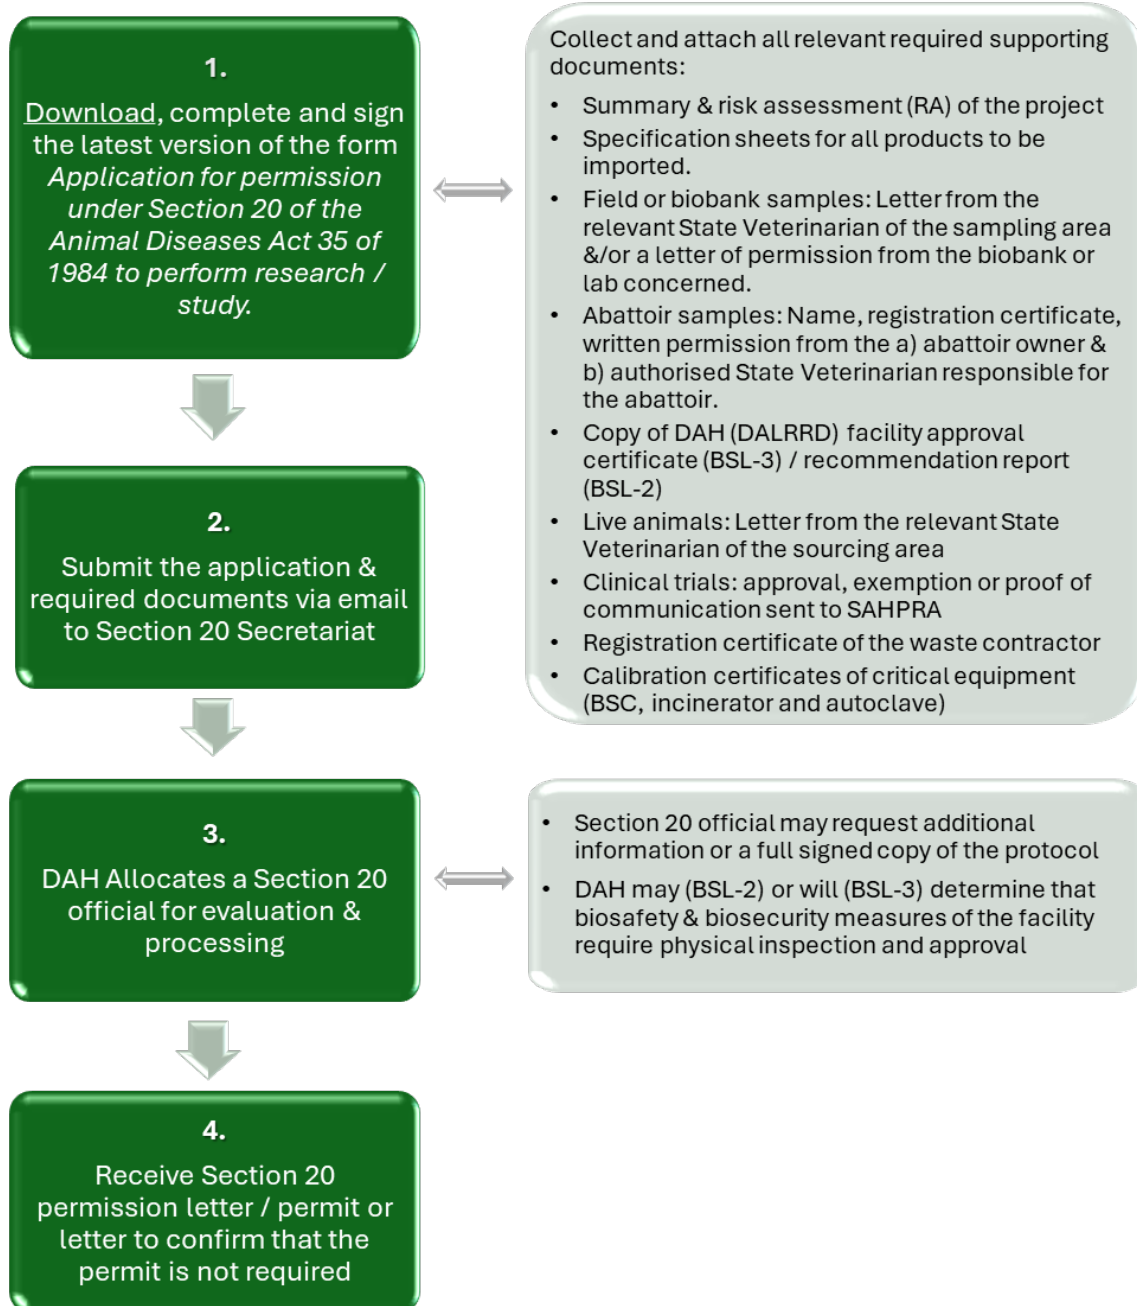 1.
Download, complete and sign
the latest version of the form
Application for permission
under Section 20 of the
Animal Diseases Act 35 of
1984 to perform research /
study.
Collect and attach all relevant required supporting
documents:
• Summary & risk assessment (RA) of the project
• Specification sheets for all products to be
imported.
• Field or biobank samples: Letter from the
relevant State Veterinarian of the sampling area
&/or a letter of permission from the biobank or
lab concerned.
• Abattoir samples: Name, registration certificate,
written permission from the a) abattoir owner &
b) authorised State Veterinarian responsible for
the abattoir.
• Copy of DAH (DALRRD) facility approval
certificate (BSL-3) / recommendation report
(BSL-2)
• Live animals: Letter from the relevant State
Veterinarian of the sourcing area
• Clinical trials: approval, exemption or proof of
communication sent to SAHPRA
• Registration certificate of the waste contractor
• Calibration certificates of critical equipment
(BSC, incinerator and autoclave)
2.
Submit the application &
required documents via email
to Section 20 Secretariat
3.
DAH Allocates a Section 20
official for evaluation &
processing
• Section 20 official may request additional
information or a full signed copy of the protocol
• DAH may (BSL-2) or will (BSL-3) determine that
biosafety & biosecurity measures of the facility
require physical inspection and approval
4.
Receive Section 20
permission letter / permit or
letter to confirm that the
permit is not required